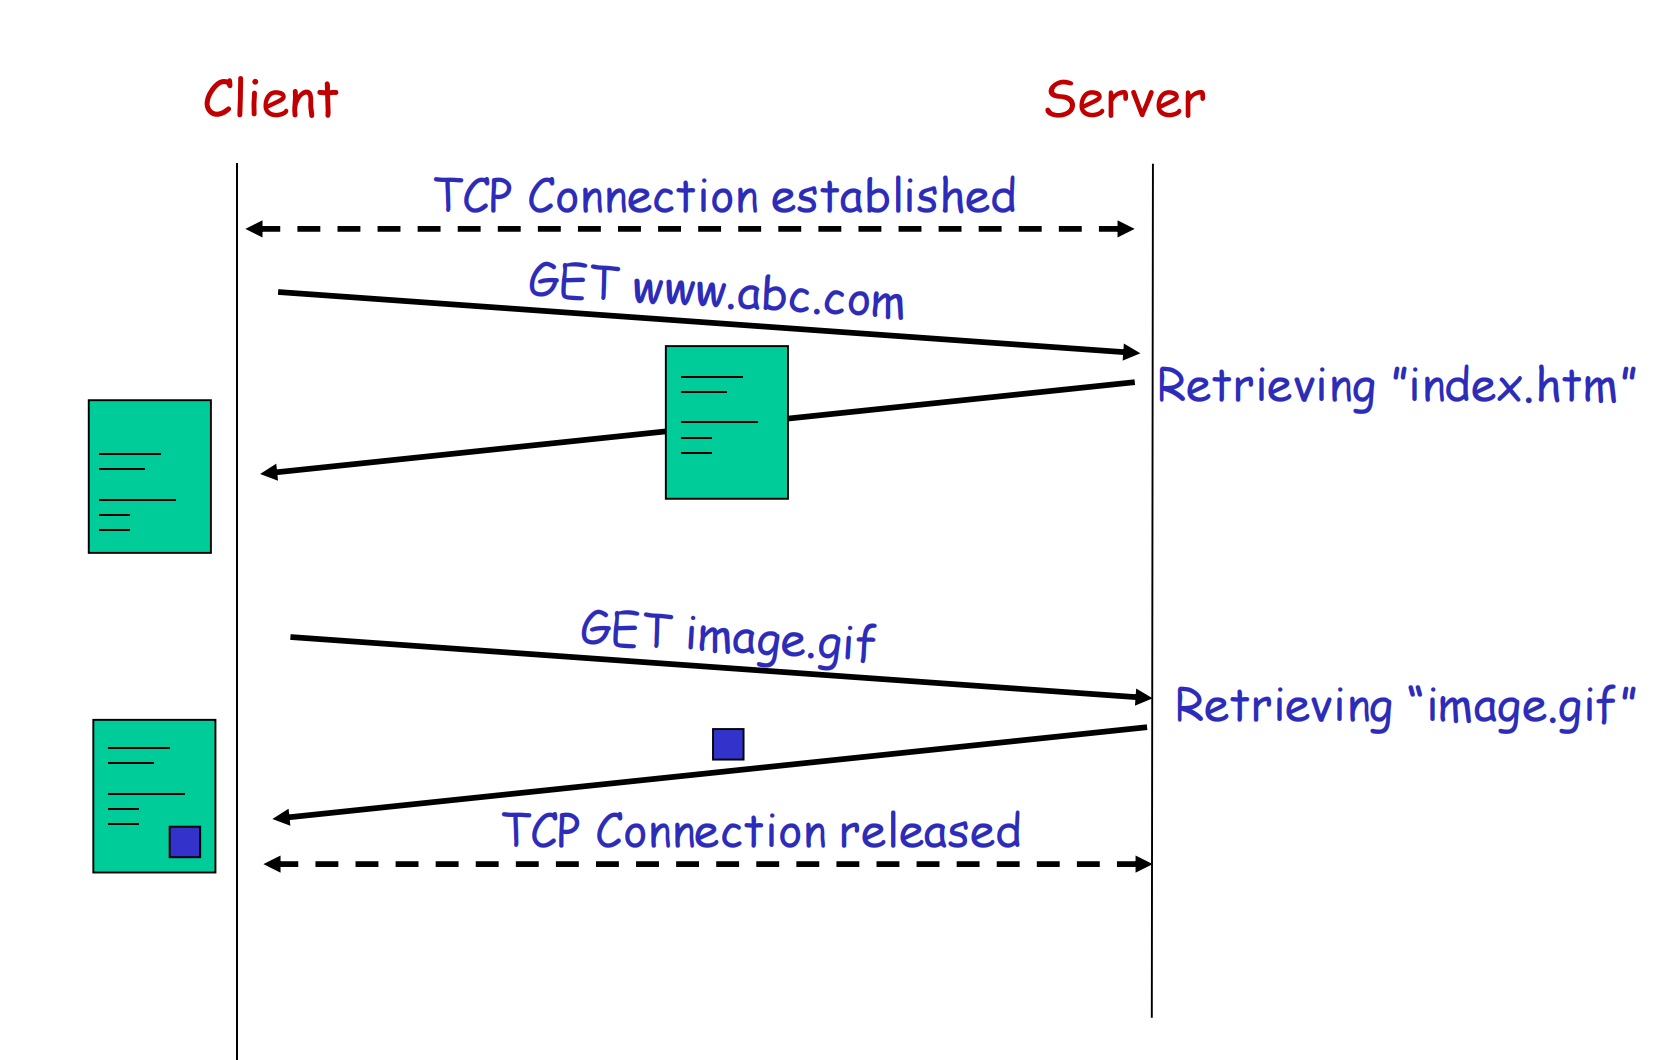 Client
Server
TCP Connection established
GET www.abc.com
Retrieving "index.htm"
GET image.gif
Retrieving “image.gif”
TCP Connection released